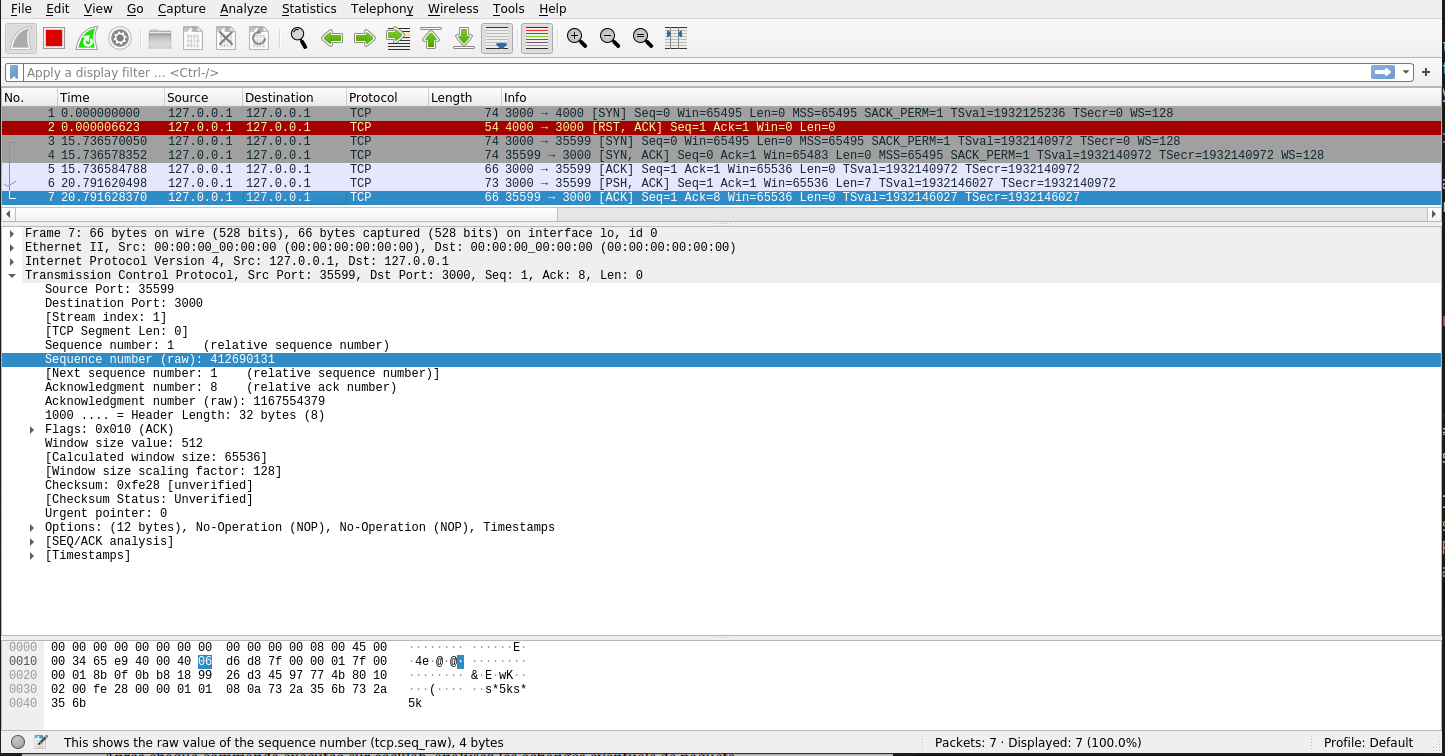 File Edit View Go Capture Analyze Statistics Telephony Wireless Tools Help
Apply a display filter ... <Ctrl-/>
No. Time Source Destination Protocol Length Info
1 0.000000000 127.0.0.1 127.0.0.1 TCP 74 3000 → 4000 [SYN] Seq=0 Win=65495 Len=0 MSS=65495 SACK_PERM=1 TSval=1932125236 TSecr=0 WS=128
2 0.000006623 127.0.0.1 127.0.0.1 TCP 54 4000 → 3000 [RST, ACK] Seq=1 Ack=1 Win=0 Len=0
3 15.736570050 127.0.0.1 127.0.0.1 TCP 74 3000 → 35599 [SYN] Seq=0 Win=65495 Len=0 MSS=65495 SACK_PERM=1 TSval=1932140972 TSecr=0 WS=128
4 15.736578352 127.0.0.1 127.0.0.1 TCP 74 35599 → 3000 [SYN, ACK] Seq=0 Ack=1 Win=65483 Len=0 MSS=65495 SACK_PERM=1 TSval=1932140972 TSecr=1932140972 WS=128
5 15.736584788 127.0.0.1 127.0.0.1 TCP 66 3000 → 35599 [ACK] Seq=1 Ack=1 Win=65536 Len=0 TSval=1932140972 TSecr=1932140972
6 20.791620498 127.0.0.1 127.0.0.1 TCP 73 3000 → 35599 [PSH, ACK] Seq=1 Ack=1 Win=65536 Len=7 TSval=1932146027 TSecr=1932140972
7 20.791628370 127.0.0.1 127.0.0.1 TCP 66 35599 → 3000 [ACK] Seq=1 Ack=8 Win=65536 Len=0 TSval=1932146027 TSecr=1932146027
Frame 7: 66 bytes on wire (528 bits), 66 bytes captured (528 bits) on interface lo, id 0
Ethernet II, Src: 00:00:00_00:00:00 (00:00:00:00:00:00), Dst: 00:00:00_00:00:00 (00:00:00:00:00:00)
Internet Protocol Version 4, Src: 127.0.0.1, Dst: 127.0.0.1
Transmission Control Protocol, Src Port: 35599, Dst Port: 3000, Seq: 1, Ack: 8, Len: 0
Source Port: 35599
Destination Port: 3000
[Stream index: 1]
[TCP Segment Len: 0]
Sequence number: 1 (relative sequence number)
Sequence number (raw): 412690131
[Next sequence number: 1 (relative sequence number)]
Acknowledgment number: 8 (relative ack number)
Acknowledgment number (raw): 1167554379
1000 .... = Header Length: 32 bytes (8)
Flags: 0x010 (ACK)
Window size value: 512
[Calculated window size: 65536]
[Window size scaling factor: 128]
Checksum: 0xfe28 [unverified]
[Checksum Status: Unverified]
Urgent pointer: 0
Options: (12 bytes), No-Operation (NOP), No-Operation (NOP), Timestamps
[SEQ/ACK analysis]
[Timestamps]
0000 00 00 00 00 00 00 00 00 00 00 00 00 08 00 45 00 ········ ······E·
0010 00 34 65 e9 40 00 40 06 d6 d8 7f 00 00 01 7f 00 ·4e·@·@· ········
0020 00 01 8b 0f 0b b8 18 99 26 d3 45 97 77 4b 80 10 ········ &·E·wK··
0030 02 00 fe 28 00 00 01 01 08 0a 73 2a 35 6b 73 2a ···(···· ··s*5ks*
0040 35 6b 5k
This shows the raw value of the sequence number (tcp.seq_raw), 4 bytes Packets: 7 · Displayed: 7 (100.0%) Profile: Default